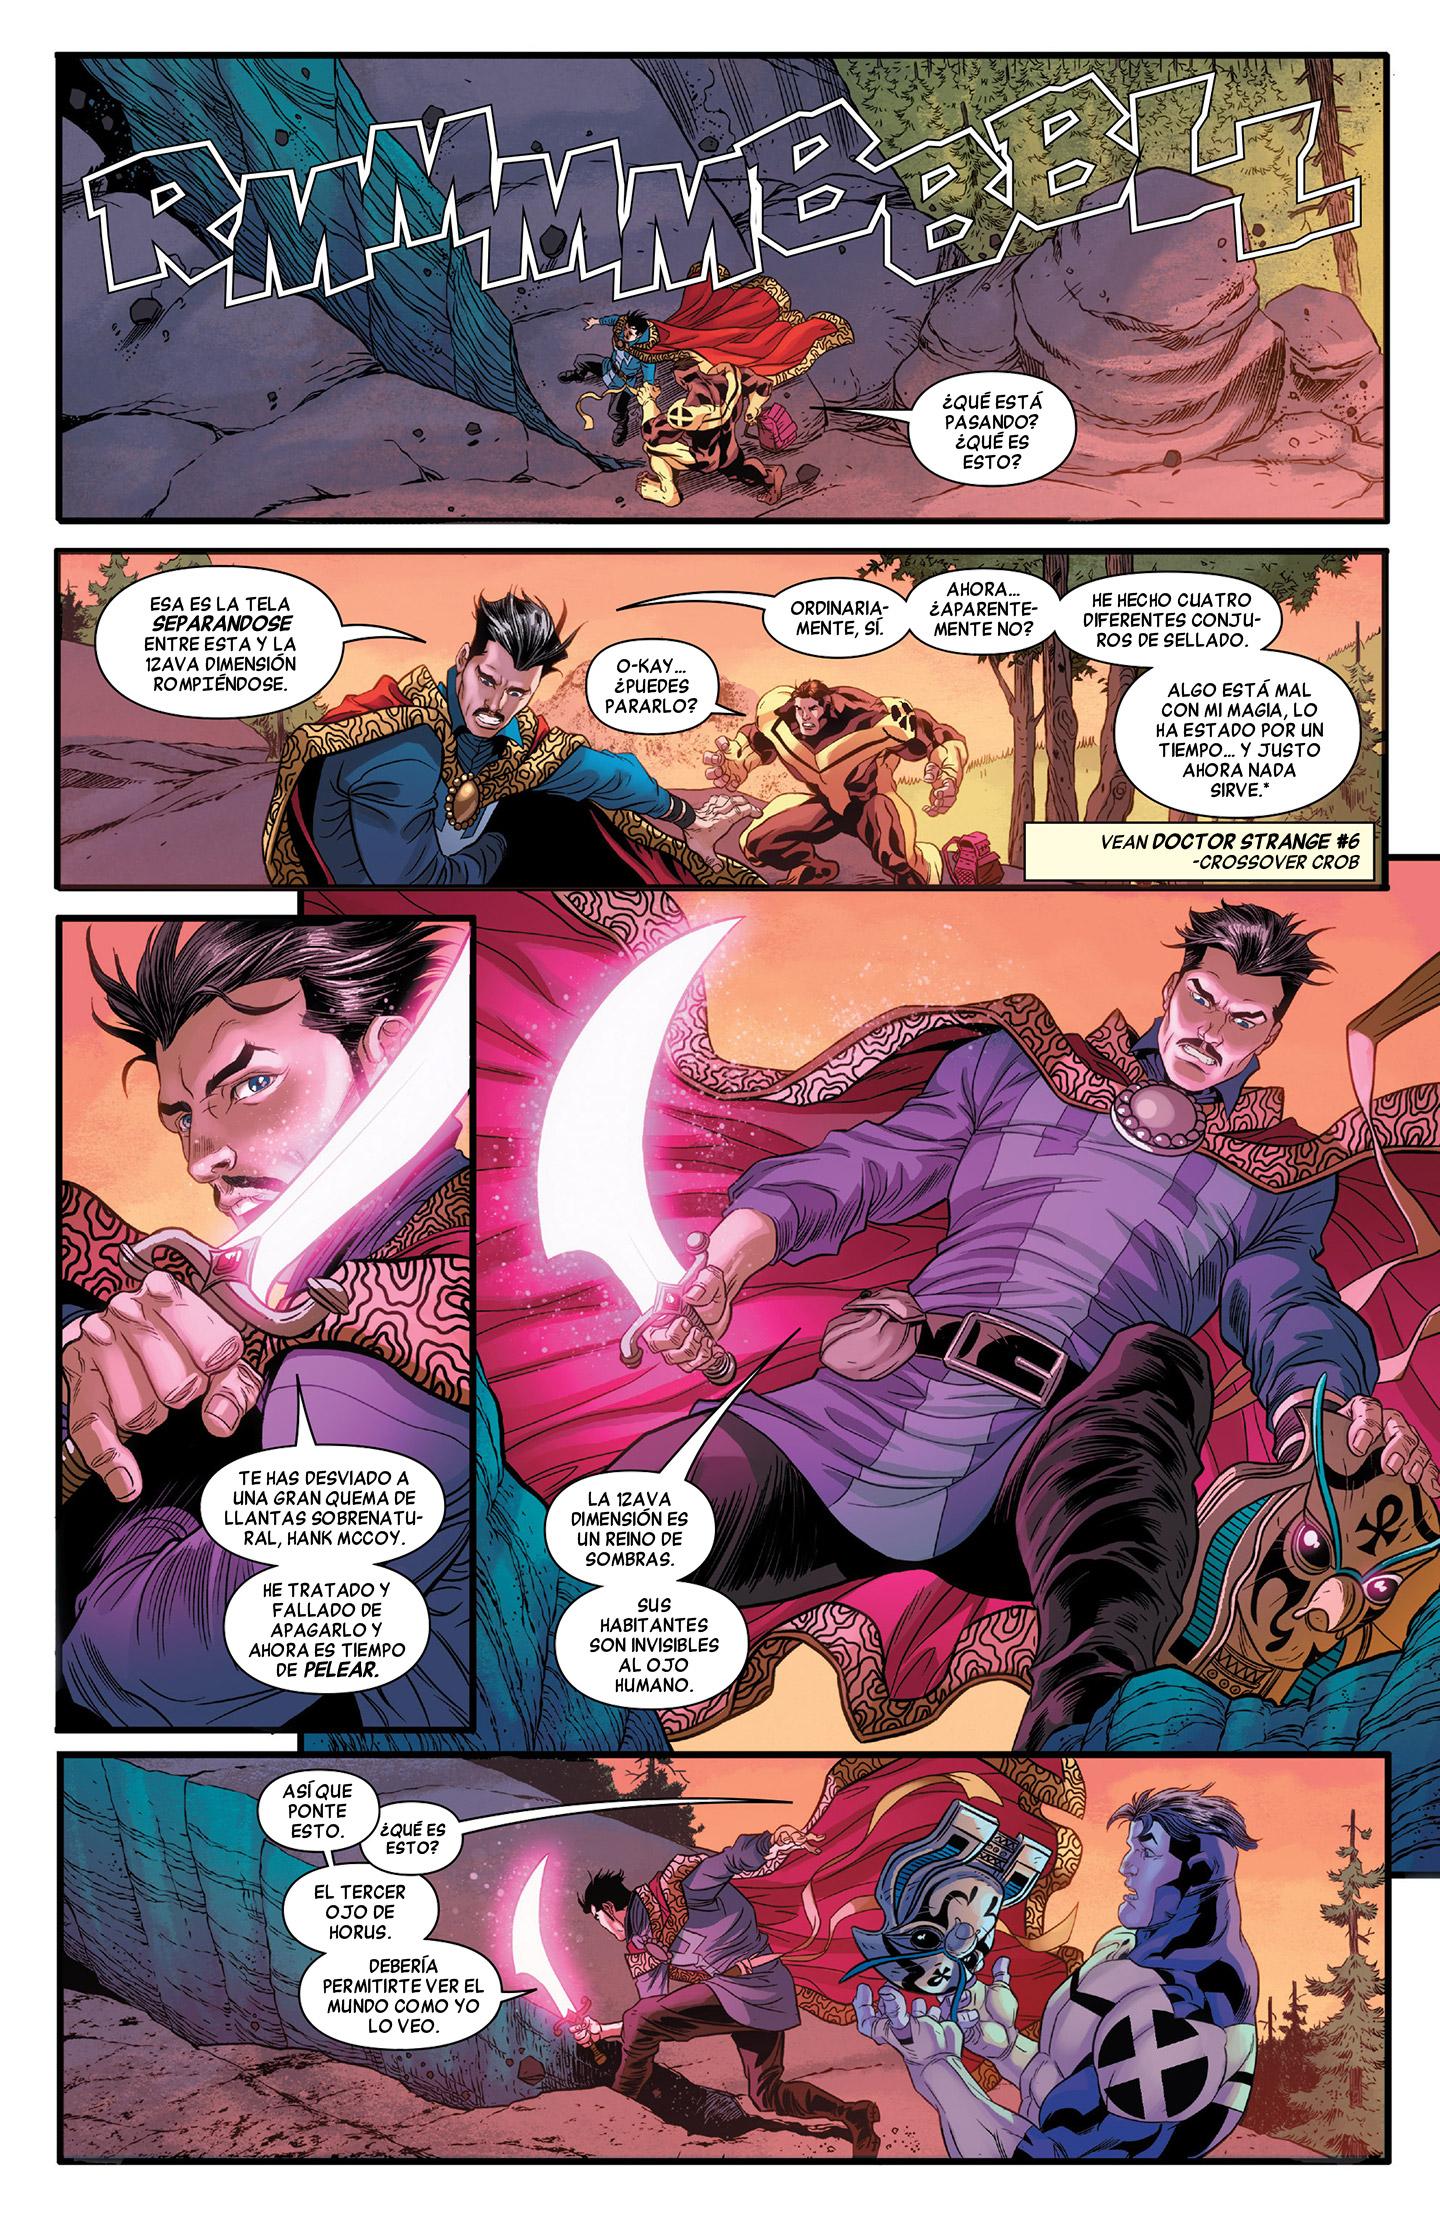 RMMMMMBBBLL
¿QUÉ ESTÁ
PASANDO?
¿QUÉ ES
ESTO?
ESA ES LA TELA
SEPARANDOSE
ENTRE ESTA Y LA
12AVA DIMENSIÓN
ROMPIÉNDOSE.
O-KAY...
¿PUEDES
PARARLO?
ORDINARIA-
MENTE, SÍ.
AHORA...
¿APARENTE-
MENTE NO?
HE HECHO CUATRO
DIFERENTES CONJU-
ROS DE SELLADO.
ALGO ESTÁ MAL
CON MI MAGIA, LO
HA ESTADO POR UN
TIEMPO... Y JUSTO
AHORA NADA
SIRVE.*
VEAN DOCTOR STRANGE #6
-CROSSOVER CROB
TE HAS DESVIADO A
UNA GRAN QUEMA DE
LLANTAS SOBRENATU-
RAL, HANK MCCOY.
HE TRATADO Y
FALLADO DE
APAGARLO Y
AHORA ES TIEMPO
DE PELEAR.
LA 12AVA
DIMENSIÓN ES
UN REINO DE
SOMBRAS.
SUS
HABITANTES
SON INVISIBLES
AL OJO
HUMANO.
ASÍ QUE
PONTE
ESTO.
¿QUÉ ES
ESTO?
EL TERCER
OJO DE
HORUS.
DEBERÍA
PERMITIRTE VER EL
MUNDO COMO YO
LO VEO.